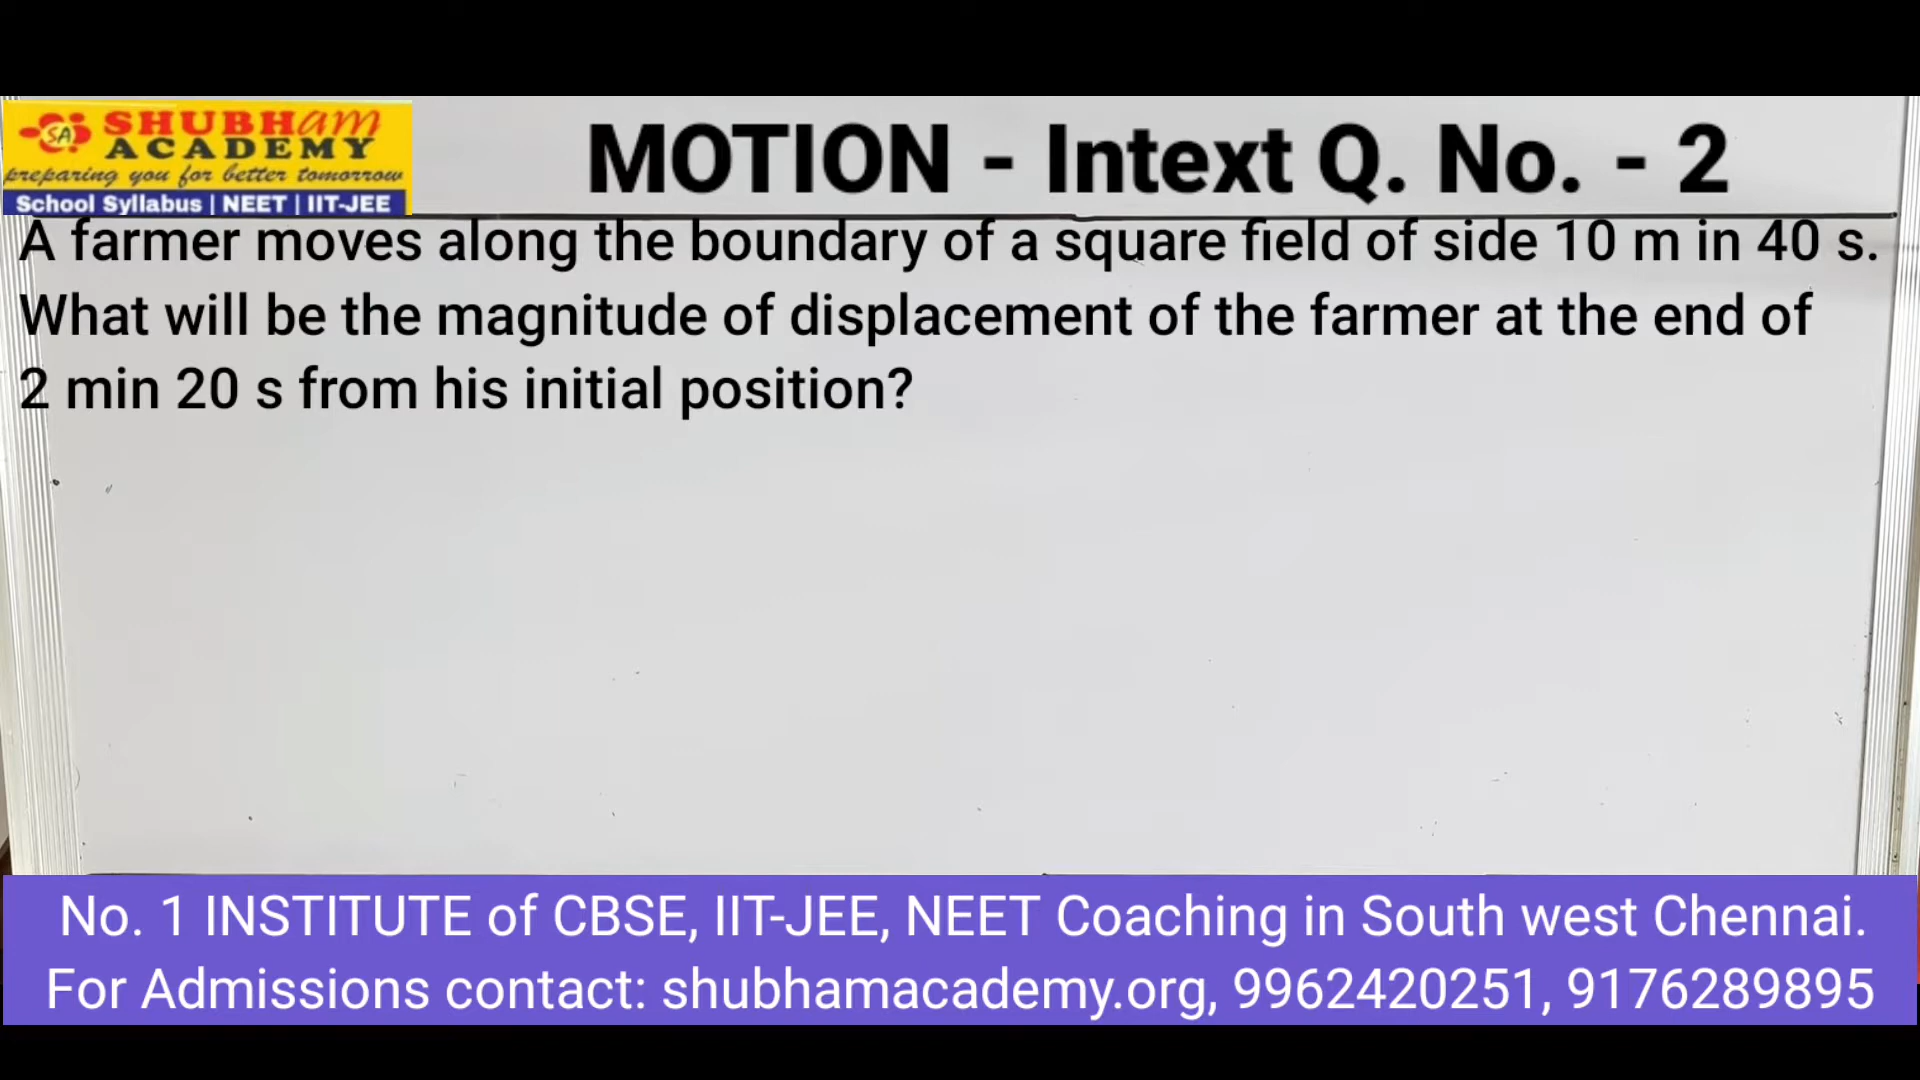 SA
SHUBHam
ACADEMY
preparing you for better tomorrow
School Syllabus | NEET | IIT-JEE
MOTION - Intext Q. No. - 2
A farmer moves along the boundary of a square field of side 10 m in 40 s.
What will be the magnitude of displacement of the farmer at the end of
2 min 20 s from his initial position?
No. 1 INSTITUTE of CBSE, IIT-JEE, NEET Coaching in South west Chennai.
For Admissions contact: shubhamacademy.org, 9962420251, 9176289895